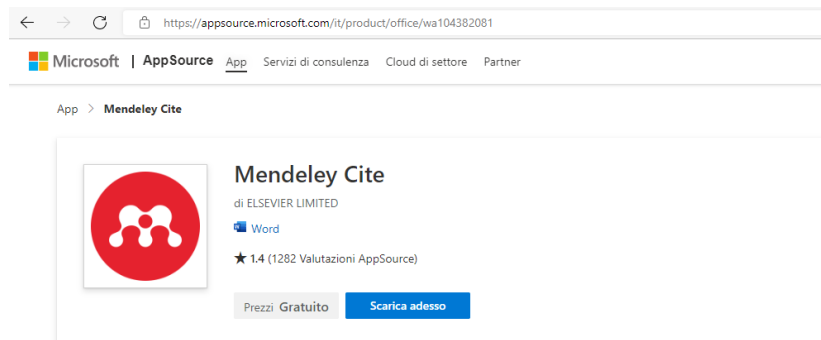 https://appsource.microsoft.com/it/product/office/wa104382081
Microsoft | AppSource App Servizi di consulenza Cloud di settore Partner
App > Mendeley Cite
Mendeley Cite
di ELSEVIER LIMITED
Word
★ 1.4 (1282 Valutazioni AppSource)
Prezzi Gratuito Scarica adesso